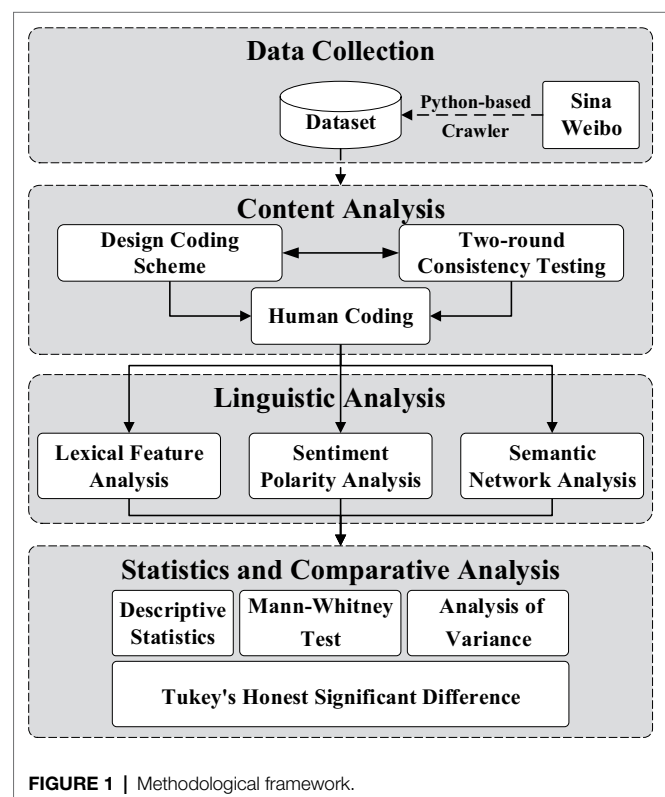 Data Collection
Dataset
Python-based
Crawler
Sina
Weibo
Content Analysis
Design Coding
Scheme
Two-round
Consistency Testing
Human Coding
Linguistic Analysis
Lexical Feature
Analysis
Sentiment
Polarity Analysis
Semantic
Network Analysis
Statistics and Comparative Analysis
Descriptive
Statistics
Mann-Whitney
Test
Analysis of
Variance
Tukey's Honest Significant Difference
FIGURE 1 | Methodological framework.